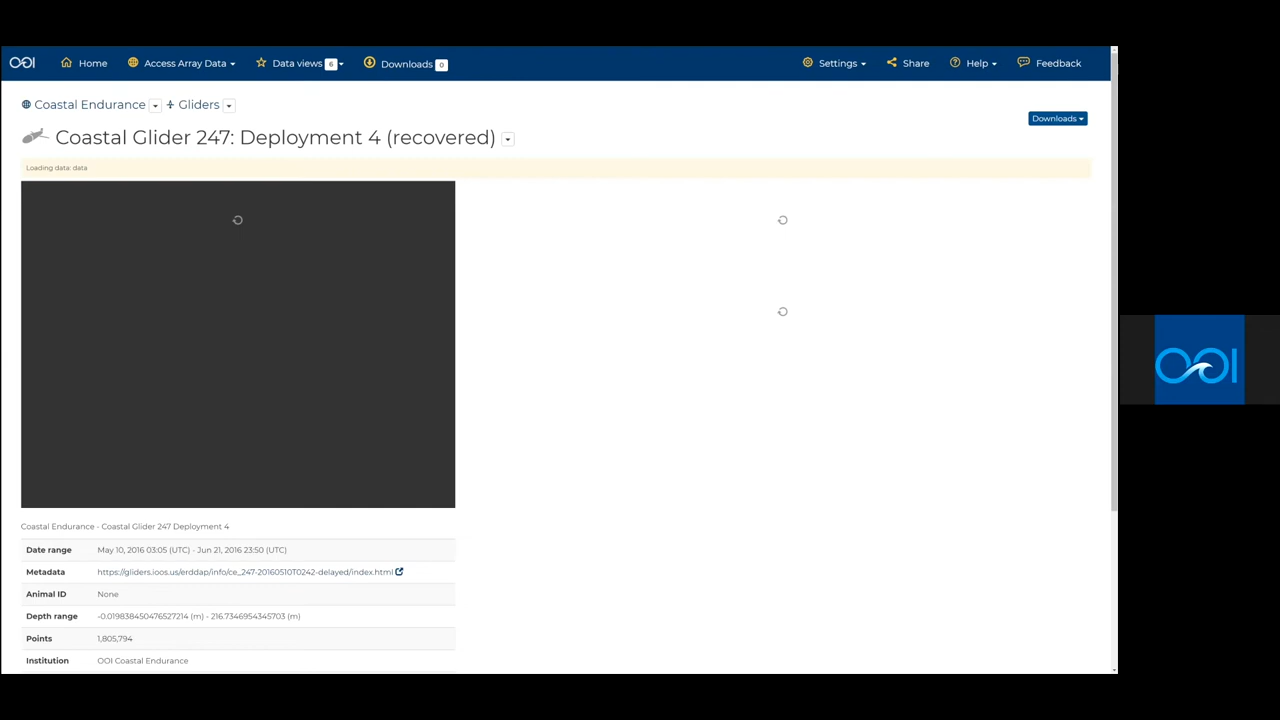 OOI Home Access Array Data Data views 6 Downloads 0 Settings Share Help Feedback
Coastal Endurance Gliders
Downloads
Coastal Glider 247: Deployment 4 (recovered)
Loading data: data
Coastal Endurance - Coastal Glider 247 Deployment 4
Date range May 10, 2016 03:05 (UTC) - Jun 21, 2016 23:50 (UTC)
Metadata https://gliders.ioos.us/erddap/info/ce_247-20160510T0242-delayed/index.html
Animal ID None
Depth range -0.019838450476527214 (m) - 216.7346954345703 (m)
Points 1,805,794
Institution OOI Coastal Endurance
OOI